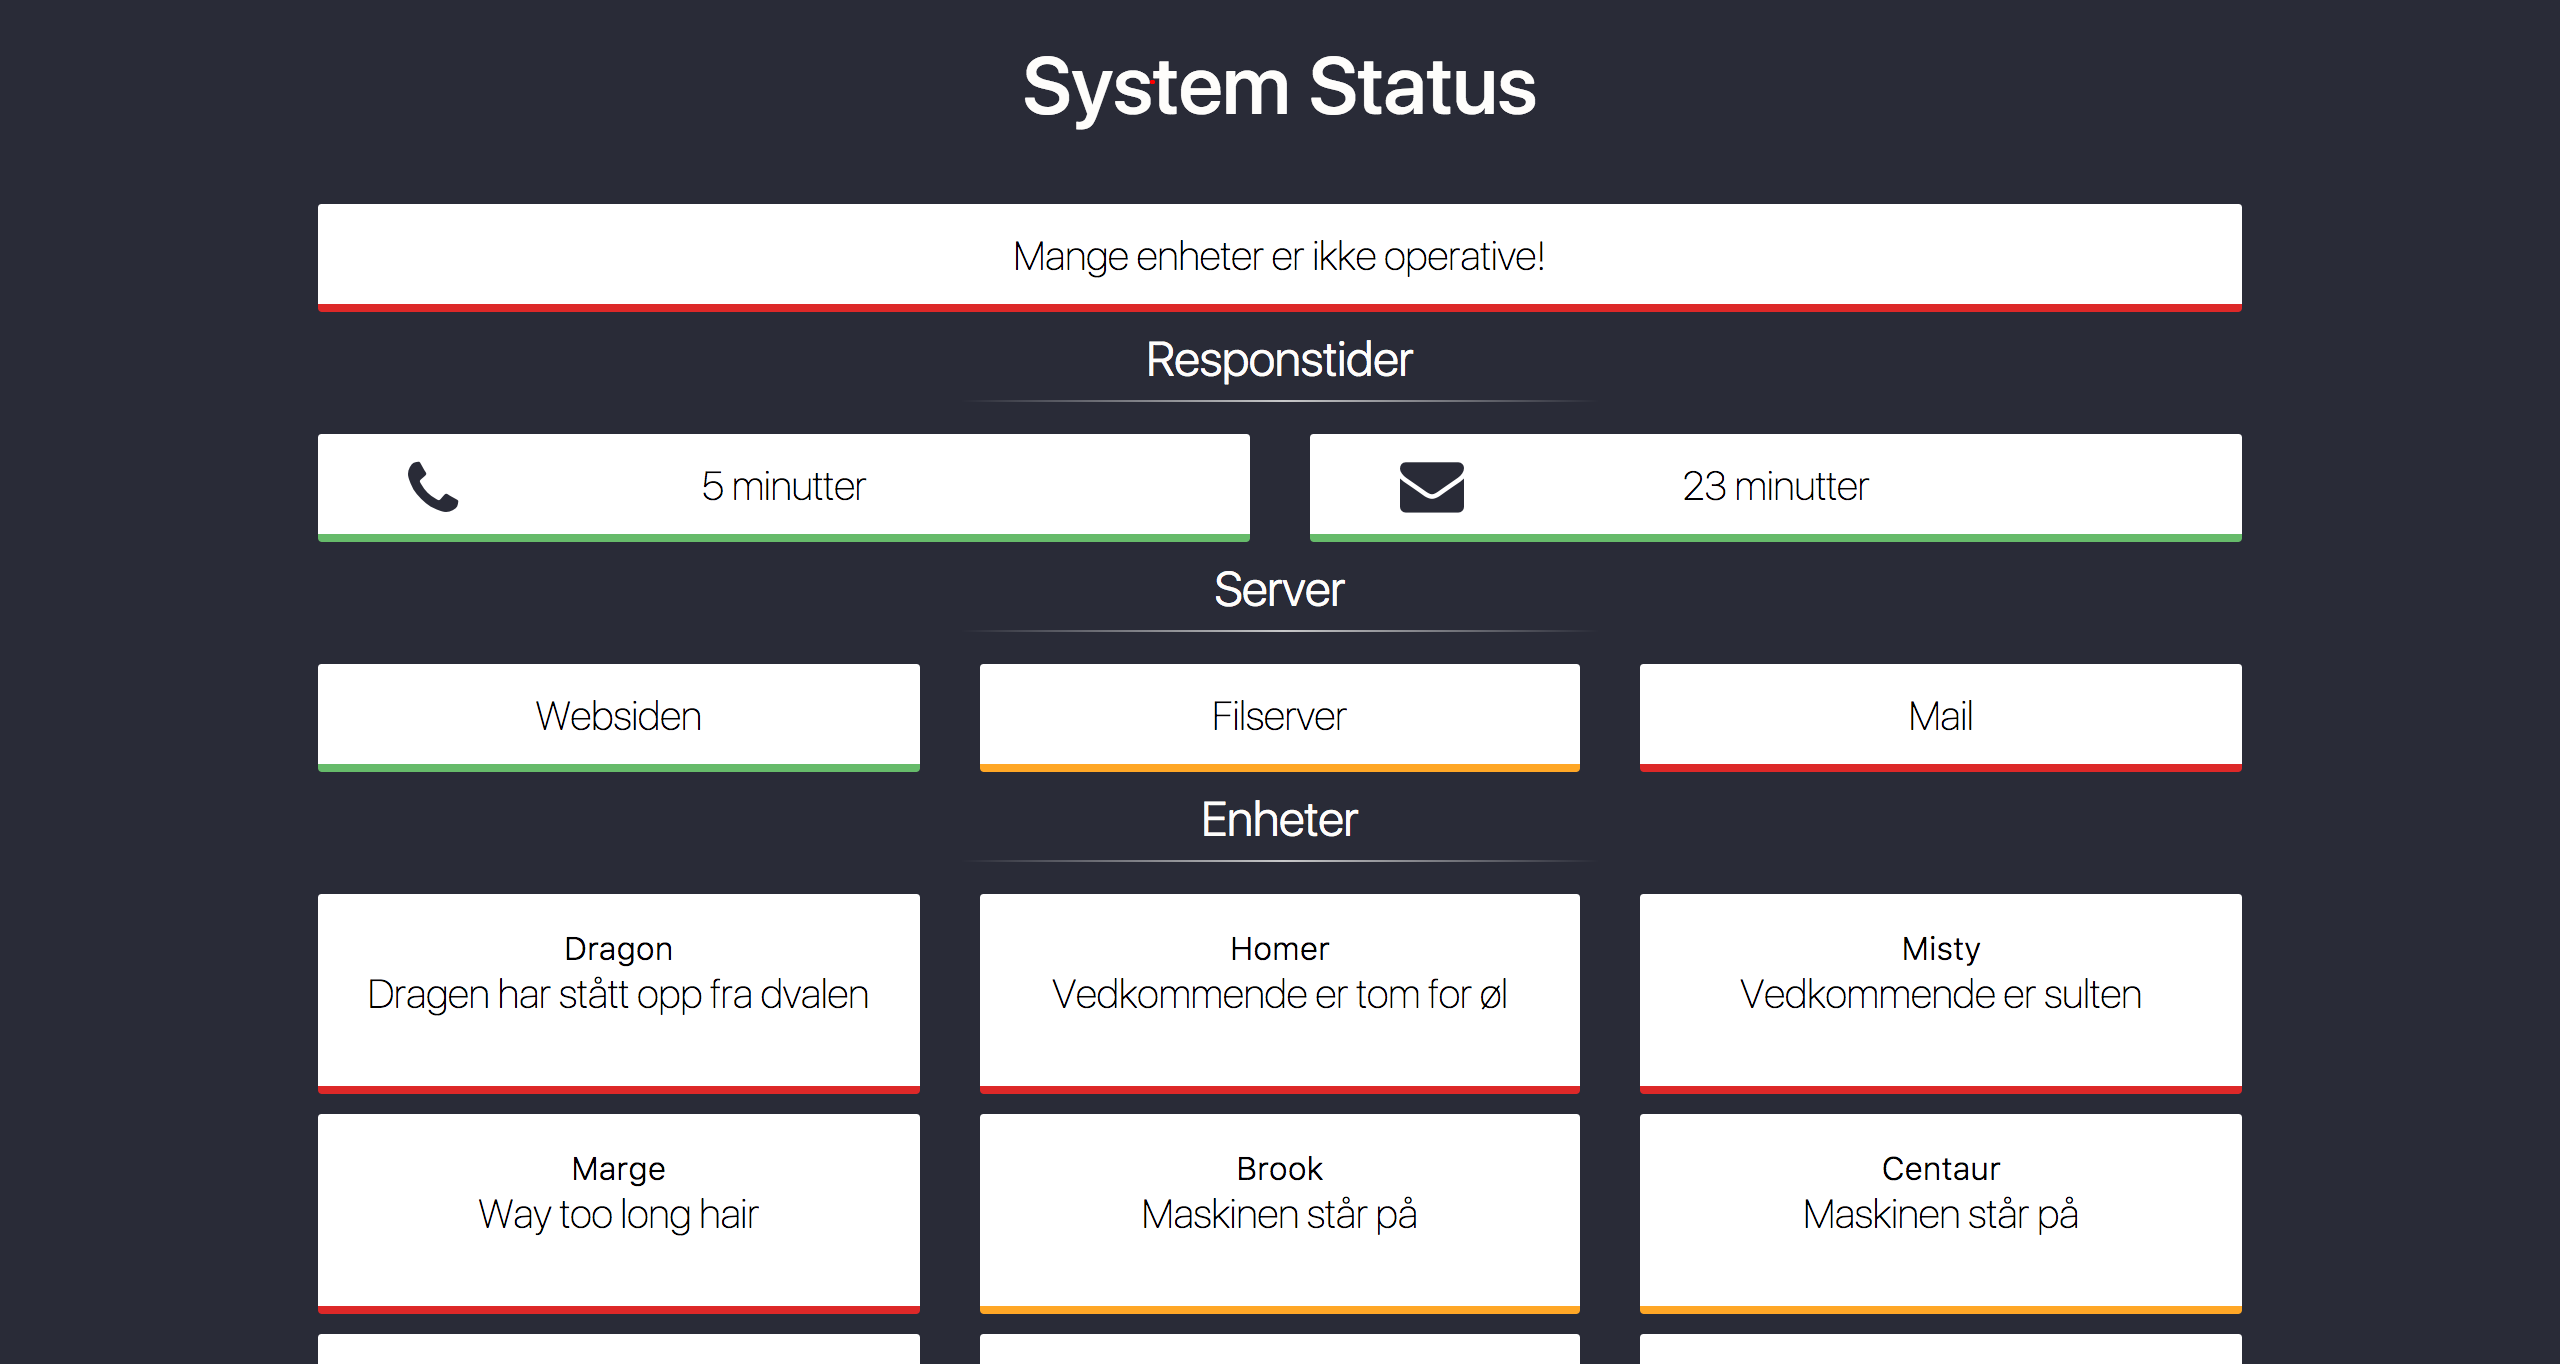 System Status
Mange enheter er ikke operative!
Responstider
5 minutter
23 minutter
Server
Websiden
Filserver
Mail
Enheter
Dragon
Dragen har stått opp fra dvalen
Homer
Vedkommende er tom for øl
Misty
Vedkommende er sulten
Marge
Way too long hair
Brook
Maskinen står på
Centaur
Maskinen står på